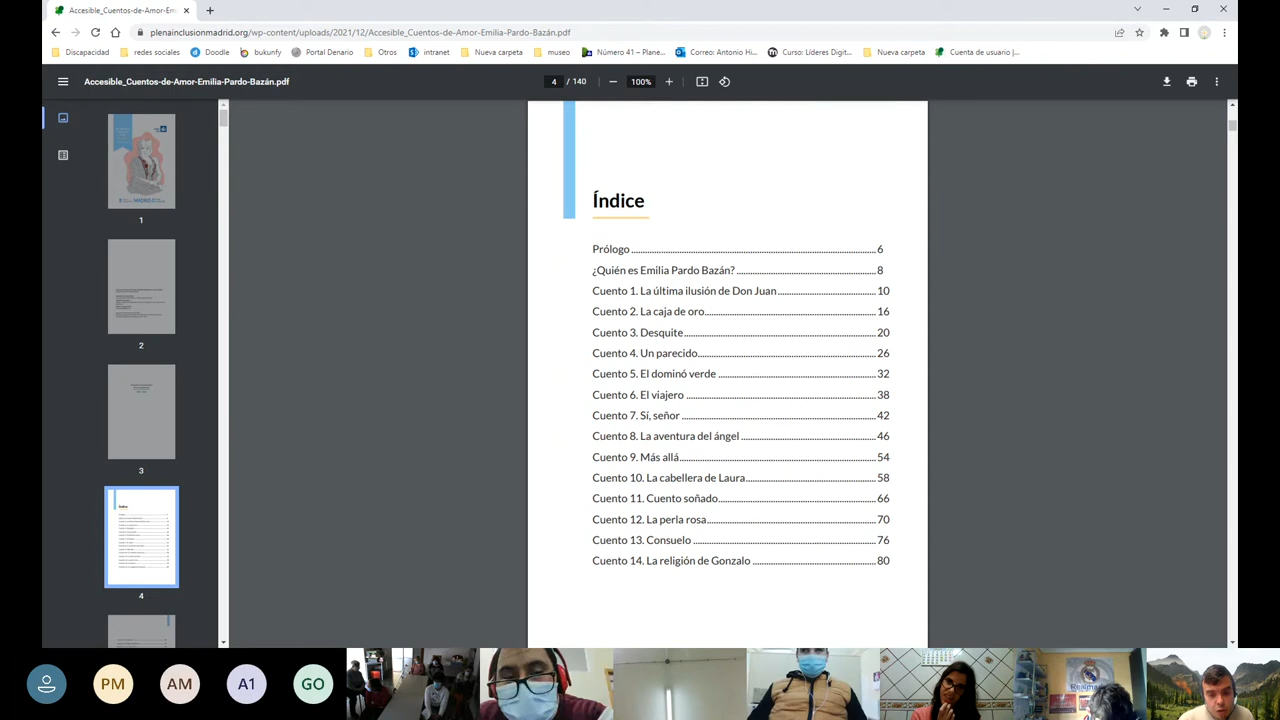 Accesible_Cuentos-de-Amor-Emi
plenainclusionmadrid.org/wp-content/uploads/2021/12/Accesible_Cuentos-de-Amor-Emilia-Pardo-Bazán.pdf
Discapacidad redes sociales Doodle bukunfy Portal Denario Otros intranet Nueva carpeta museo Número 41 – Plane... Correo: Antonio Hi... Curso: Líderes Digit... Nueva carpeta Cuenta de usuario |...
Accesible_Cuentos-de-Amor-Emilia-Pardo-Bazán.pdf 4 / 140 — 100% +
1
2
3
Índice
4
Índice
Prólogo 6
¿Quién es Emilia Pardo Bazán? 8
Cuento 1. La última ilusión de Don Juan 10
Cuento 2. La caja de oro 16
Cuento 3. Desquite 20
Cuento 4. Un parecido 26
Cuento 5. El dominó verde 32
Cuento 6. El viajero 38
Cuento 7. Sí, señor 42
Cuento 8. La aventura del ángel 46
Cuento 9. Más allá 54
Cuento 10. La cabellera de Laura 58
Cuento 11. Cuento soñado 66
Cuento 12. La perla rosa 70
Cuento 13. Consuelo 76
Cuento 14. La religión de Gonzalo 80
PM AM A1 GO